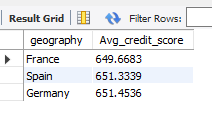 Result Grid Filter Rows:
geography Avg_credit_score
France 649.6683
Spain 651.3339
Germany 651.4536